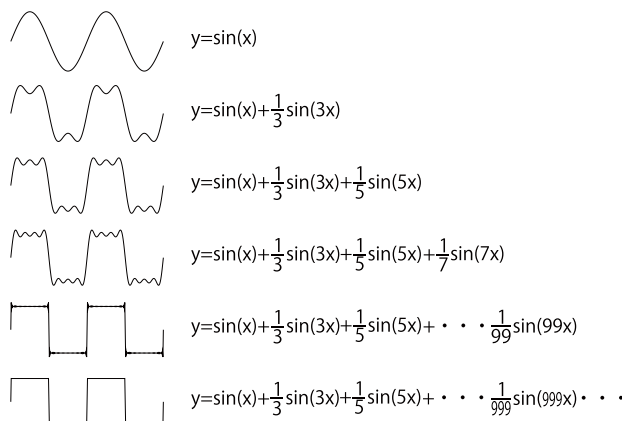 y=sin(x)
y=sin(x)+1/3sin(3x)
y=sin(x)+1/3sin(3x)+1/5sin(5x)
y=sin(x)+1/3sin(3x)+1/5sin(5x)+1/7sin(7x)
y=sin(x)+1/3sin(3x)+1/5sin(5x)+・・・1/99sin(99x)
y=sin(x)+1/3sin(3x)+1/5sin(5x)+・・・1/999sin(999x)・・・